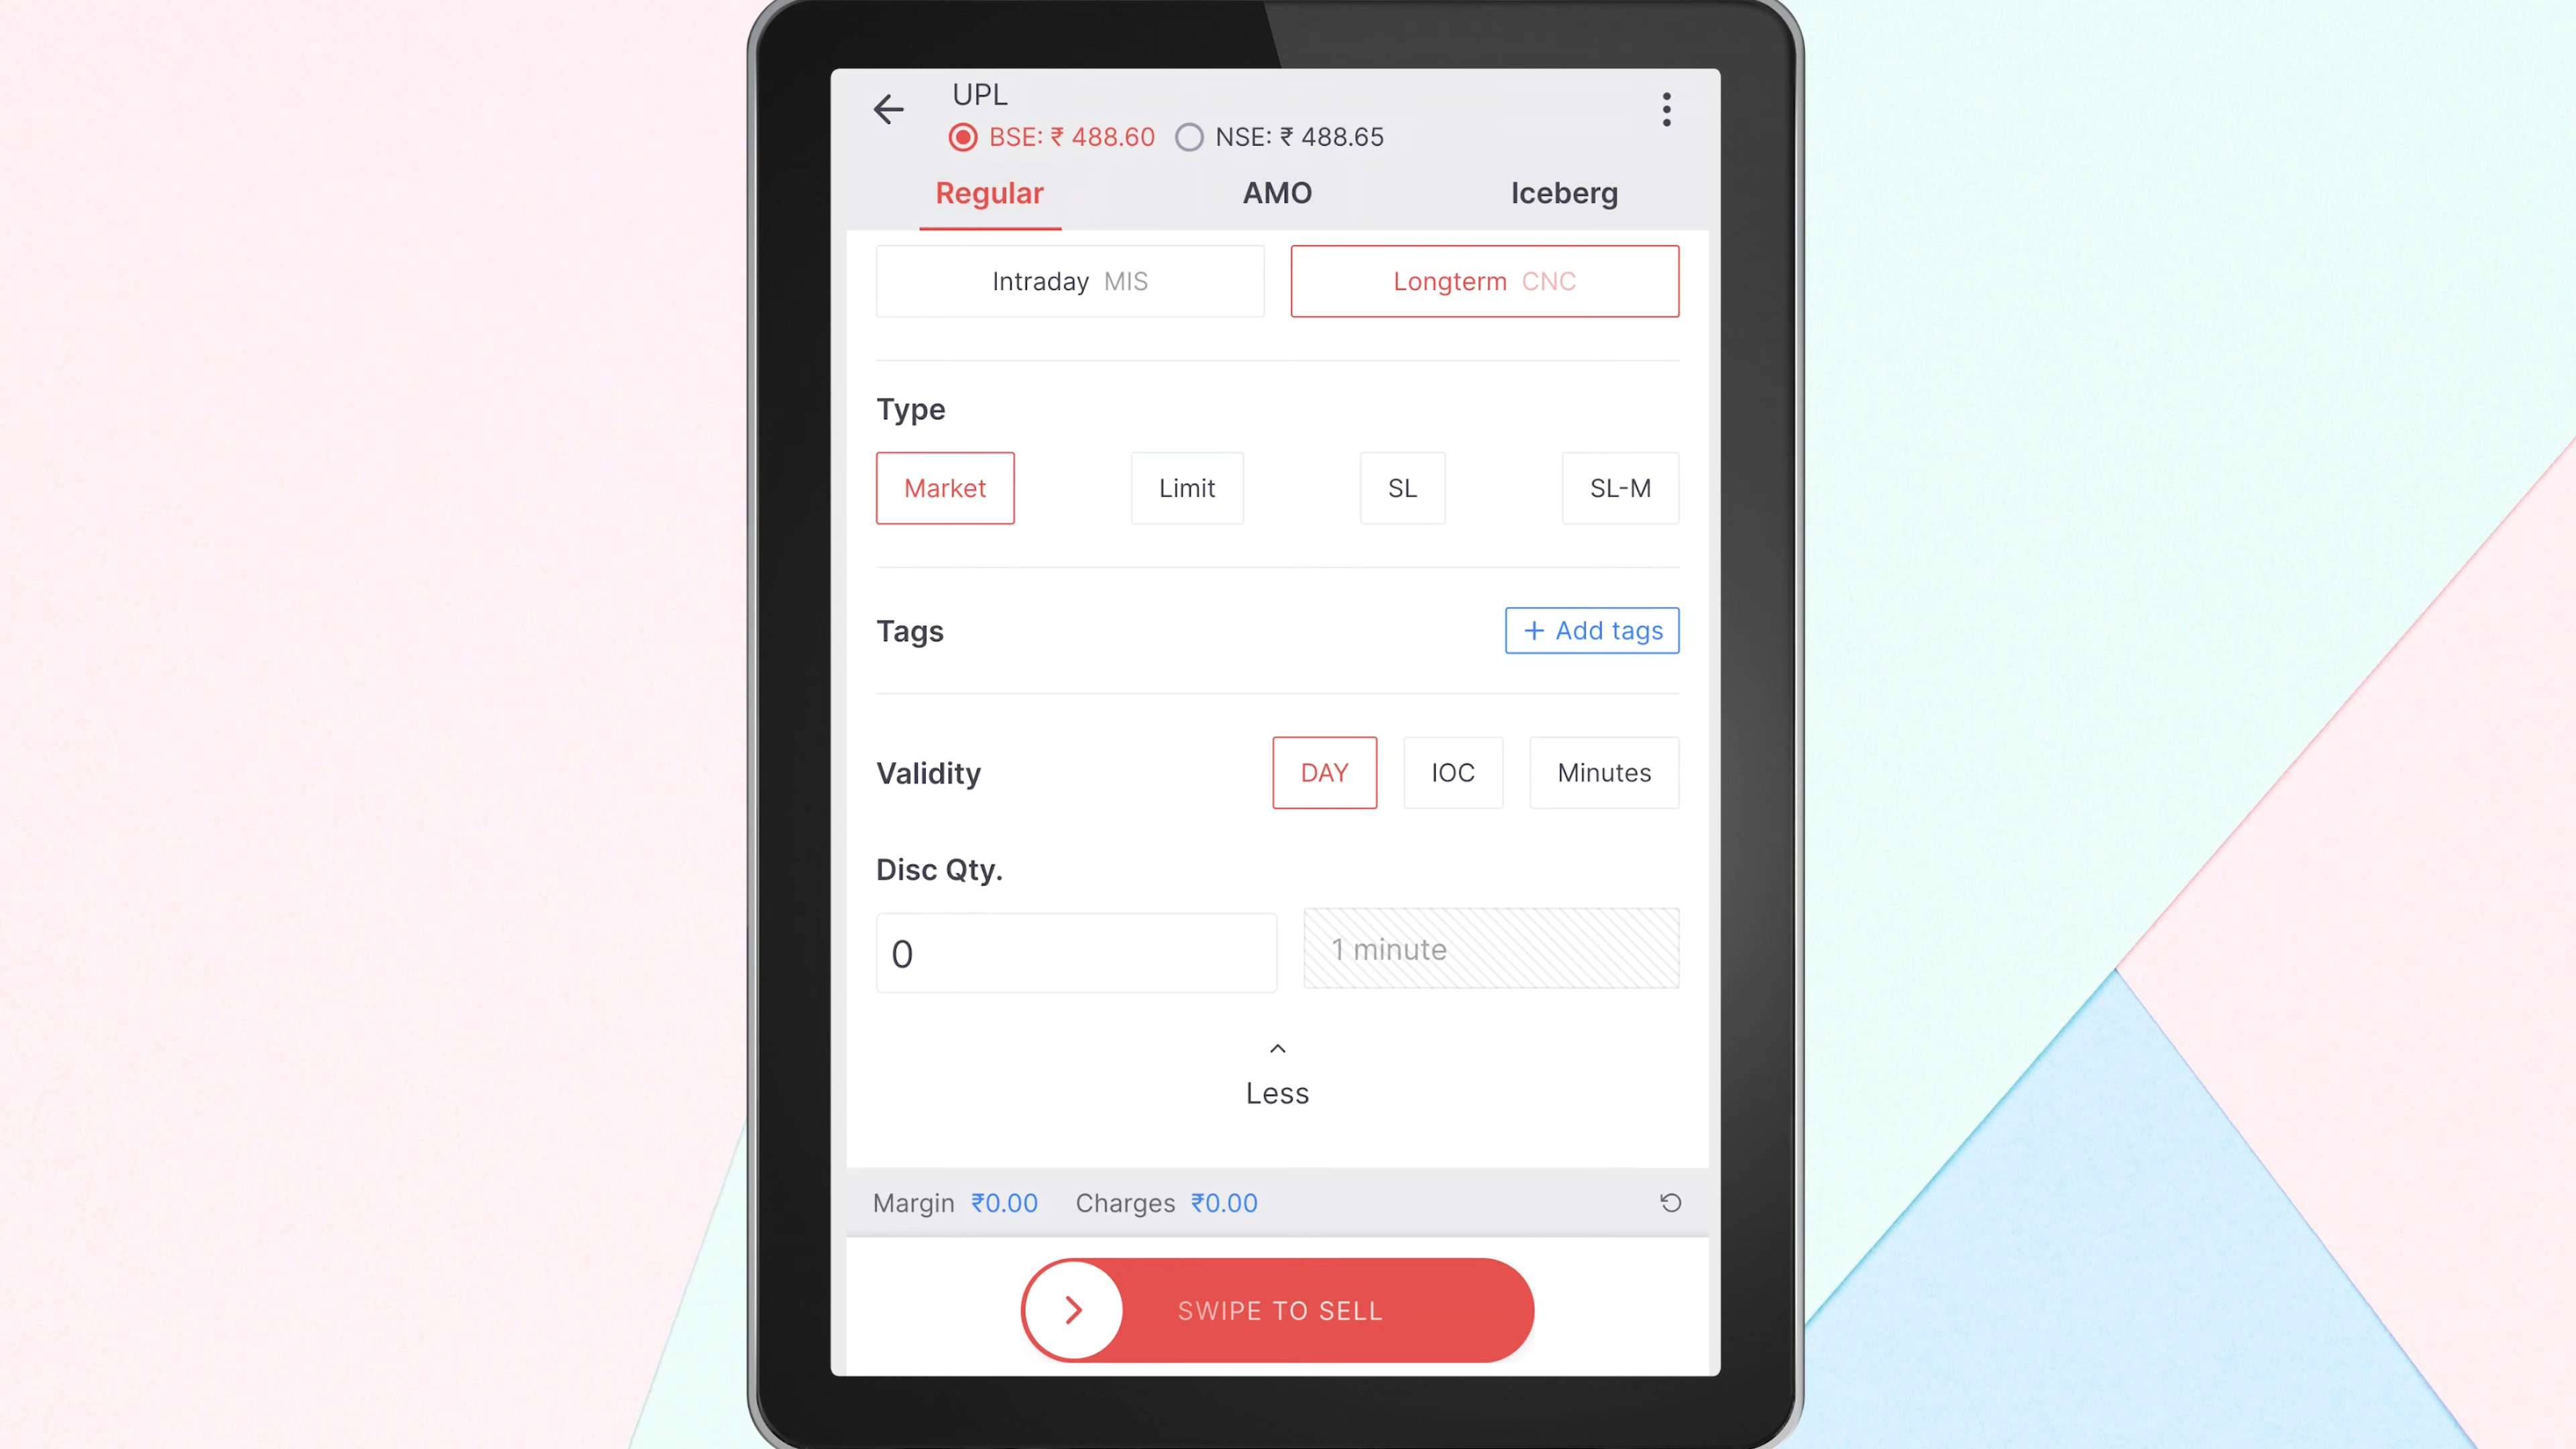 UPL
BSE: ₹ 488.60 NSE: ₹ 488.65
Regular AMO Iceberg
Intraday MIS Longterm CNC
Type
Market Limit SL SL-M
Tags + Add tags
Validity DAY IOC Minutes
Disc Qty.
0 1 minute
Less
Margin ₹0.00 Charges ₹0.00
SWIPE TO SELL